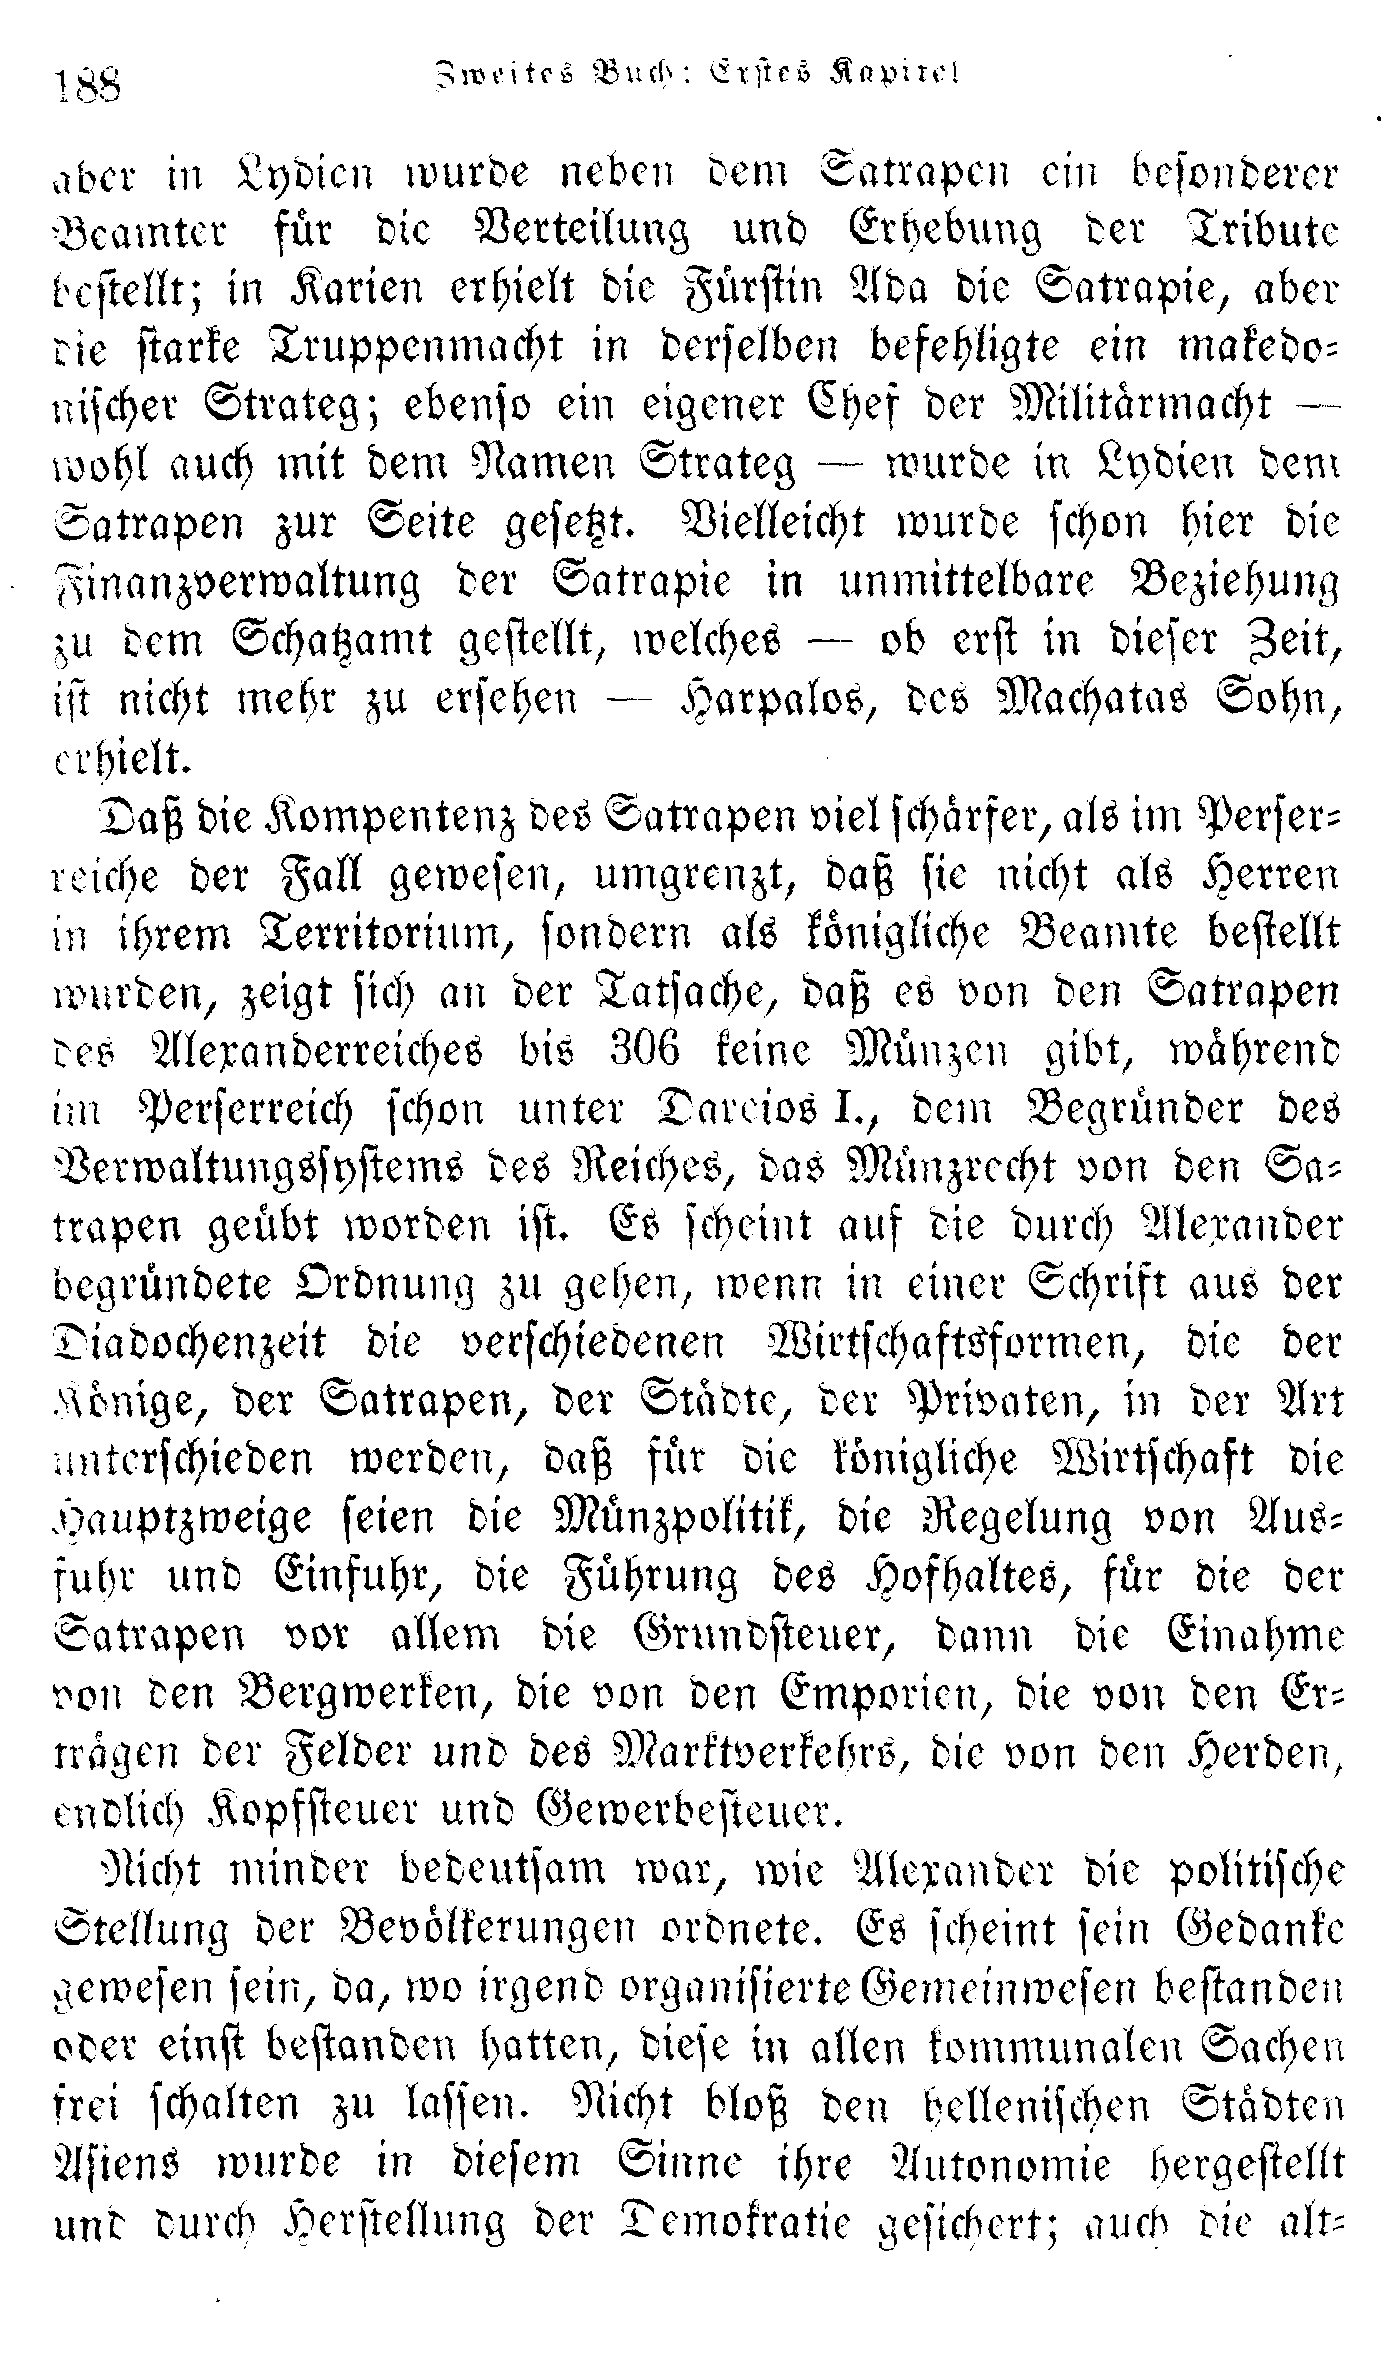 188
Zweites Buch: Erstes Kapitel
aber in Lydien wurde neben dem Satrapen ein besonderer
Beamter für die Verteilung und Erhebung der Tribute
bestellt; in Karien erhielt die Fürstin Ada die Satrapie, aber
die starke Truppenmacht in derselben befehligte ein makedo-
nischer Strateg; ebenso ein eigener Chef der Militärmacht —
wohl auch mit dem Namen Strateg — wurde in Lydien dem
Satrapen zur Seite gesetzt. Vielleicht wurde schon hier die
Finanzverwaltung der Satrapie in unmittelbare Beziehung
zu dem Schatzamt gestellt, welches — ob erst in dieser Zeit,
ist nicht mehr zu ersehen — Harpalos, des Machatas Sohn,
erhielt.
Daß die Kompentenz des Satrapen viel schärfer, als im Perser-
reiche der Fall gewesen, umgrenzt, daß sie nicht als Herren
in ihrem Territorium, sondern als königliche Beamte bestellt
wurden, zeigt sich an der Tatsache, daß es von den Satrapen
des Alexanderreiches bis 306 keine Münzen gibt, während
im Perserreich schon unter Dareios I., dem Begründer des
Verwaltungssystems des Reiches, das Münzrecht von den Sa-
trapen geübt worden ist. Es scheint auf die durch Alexander
begründete Ordnung zu gehen, wenn in einer Schrift aus der
Diadochenzeit die verschiedenen Wirtschaftsformen, die der
Könige, der Satrapen, der Städte, der Privaten, in der Art
unterschieden werden, daß für die königliche Wirtschaft die
Hauptzweige seien die Münzpolitik, die Regelung von Aus-
fuhr und Einfuhr, die Führung des Hofhaltes, für die der
Satrapen vor allem die Grundsteuer, dann die Einahme
von den Bergwerken, die von den Emporien, die von den Er-
trägen der Felder und des Marktverkehrs, die von den Herden,
endlich Kopfsteuer und Gewerbesteuer.
Nicht minder bedeutsam war, wie Alexander die politische
Stellung der Bevölkerungen ordnete. Es scheint sein Gedanke
gewesen sein, da, wo irgend organisierte Gemeinwesen bestanden
oder einst bestanden hatten, diese in allen kommunalen Sachen
frei schalten zu lassen. Nicht bloß den hellenischen Städten
Asiens wurde in diesem Sinne ihre Autonomie hergestellt
und durch Herstellung der Demokratie gesichert; auch die alt-